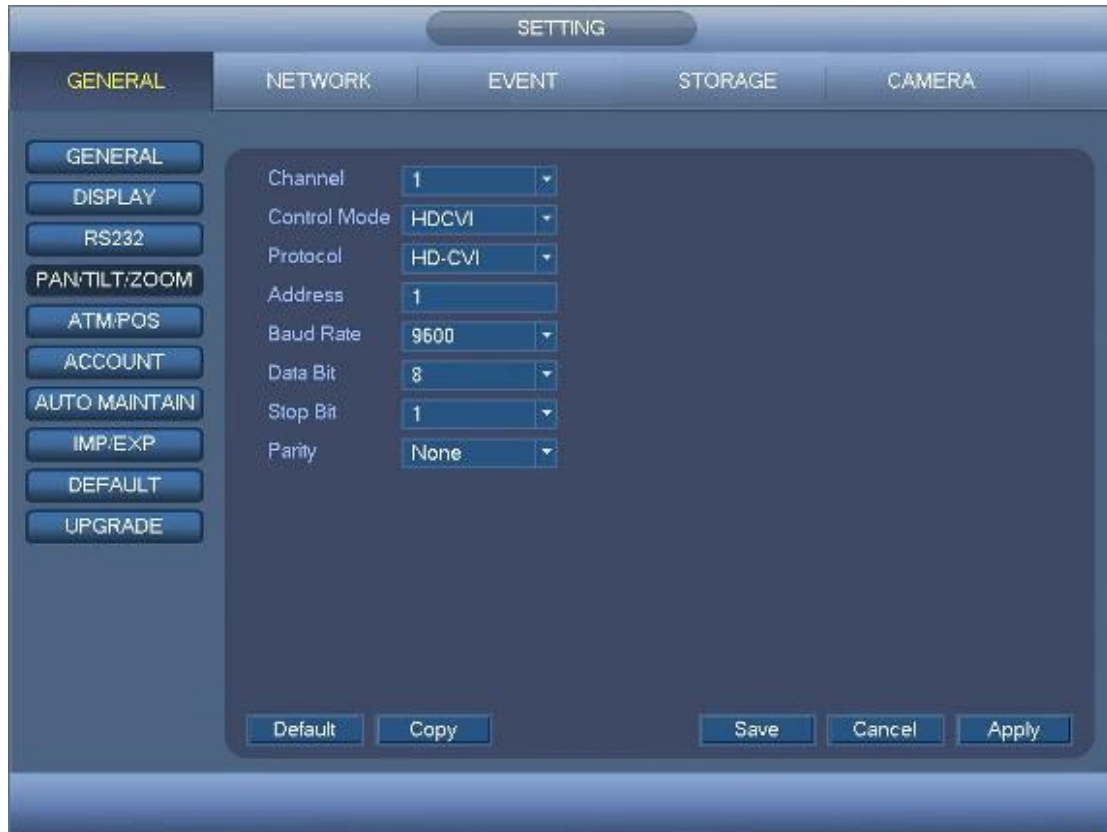 SETTING
GENERAL NETWORK EVENT STORAGE CAMERA
GENERAL
DISPLAY
RS232
PAN/TILT/ZOOM
ATM/POS
ACCOUNT
AUTO MAINTAIN
IMP/EXP
DEFAULT
UPGRADE
Channel 1
Control Mode HDCVI
Protocol HD-CVI
Address 1
Baud Rate 9600
Data Bit 8
Stop Bit 1
Parity None
Default Copy Save Cancel Apply